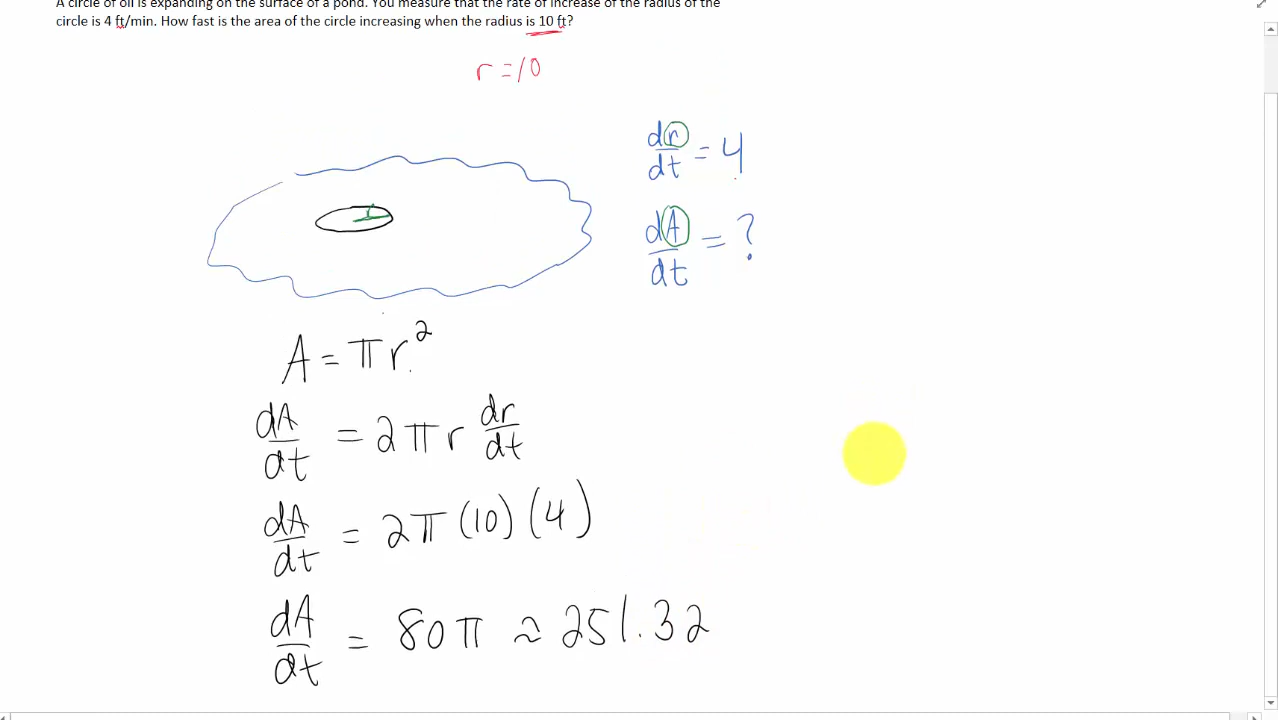 A circle of oil is expanding on the surface of a pond. You measure that the rate of increase of the radius of the
circle is 4 ft/min. How fast is the area of the circle increasing when the radius is 10 ft?
r = 10
dr/dt = 4
r
dA/dt = ?
A = πr²
dA/dt = 2πr dr/dt
dA/dt = 2π(10)(4)
dA/dt = 80π ≈ 251.32